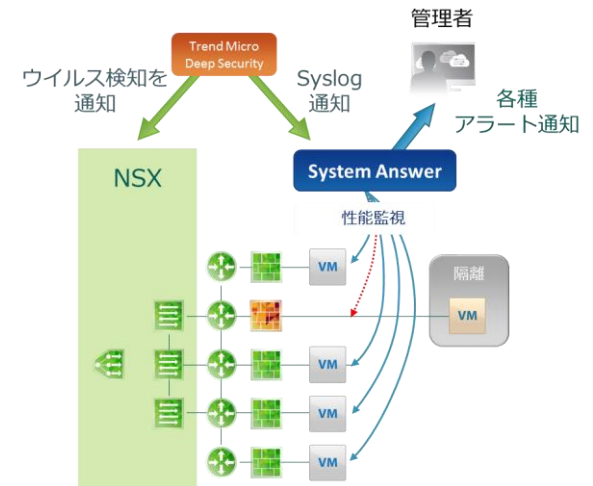 管理者
Trend Micro
Deep Security
ウイルス検知を
通知
Syslog
通知
各種
アラート通知
NSX
System Answer
性能監視
VM
隔離
VM
VM
VM
VM